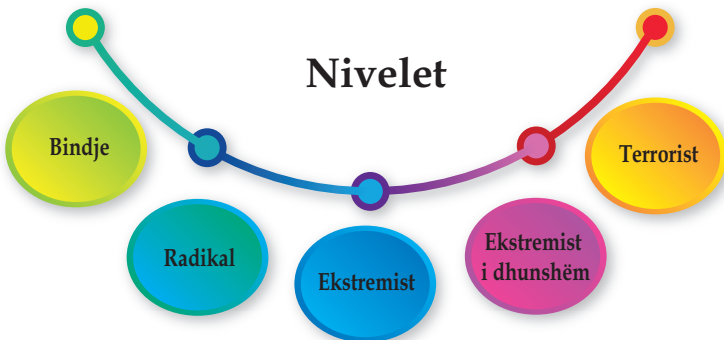 Nivelet
Bindje
Radikal
Ekstremist
Ekstremist
i dhunshëm
Terrorist